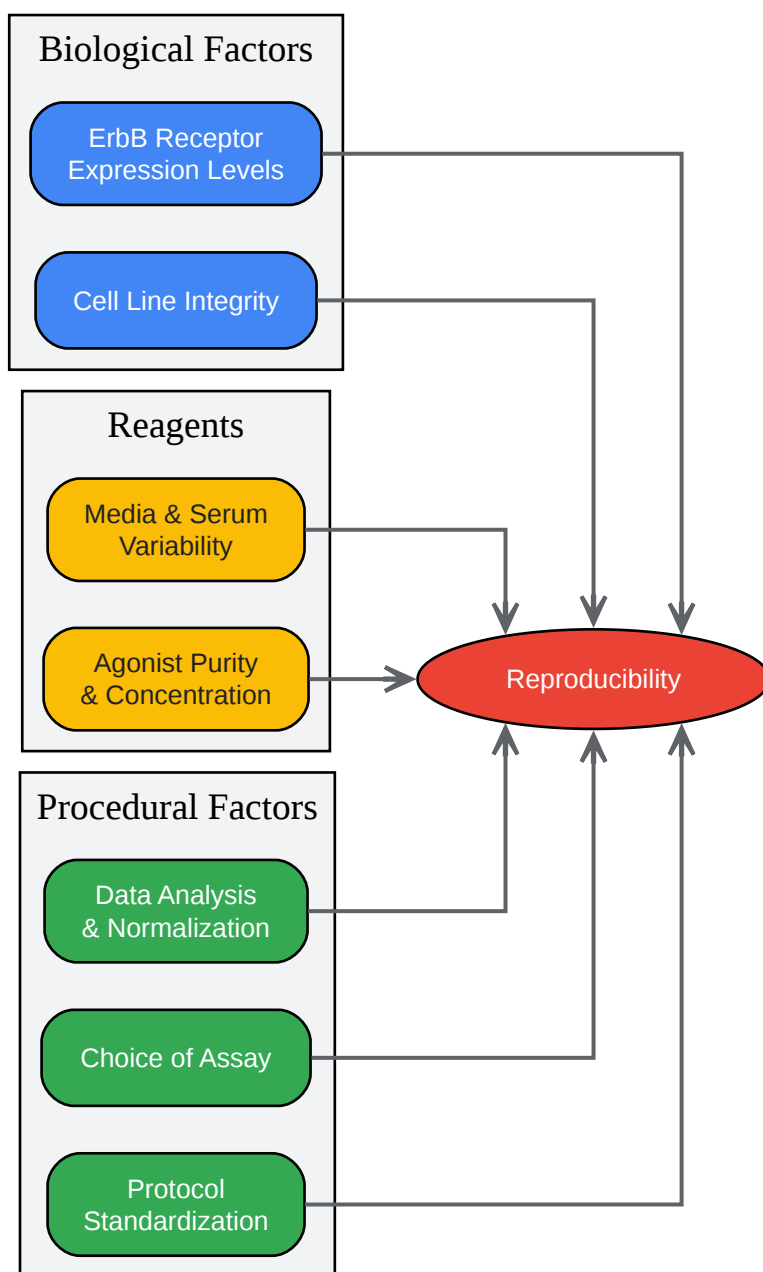 Biological Factors
ErbB Receptor
Expression Levels
Cell Line Integrity
Reagents
Media & Serum
Variability
Agonist Purity
& Concentration
Reproducibility
Procedural Factors
Data Analysis
& Normalization
Choice of Assay
Protocol
Standardization